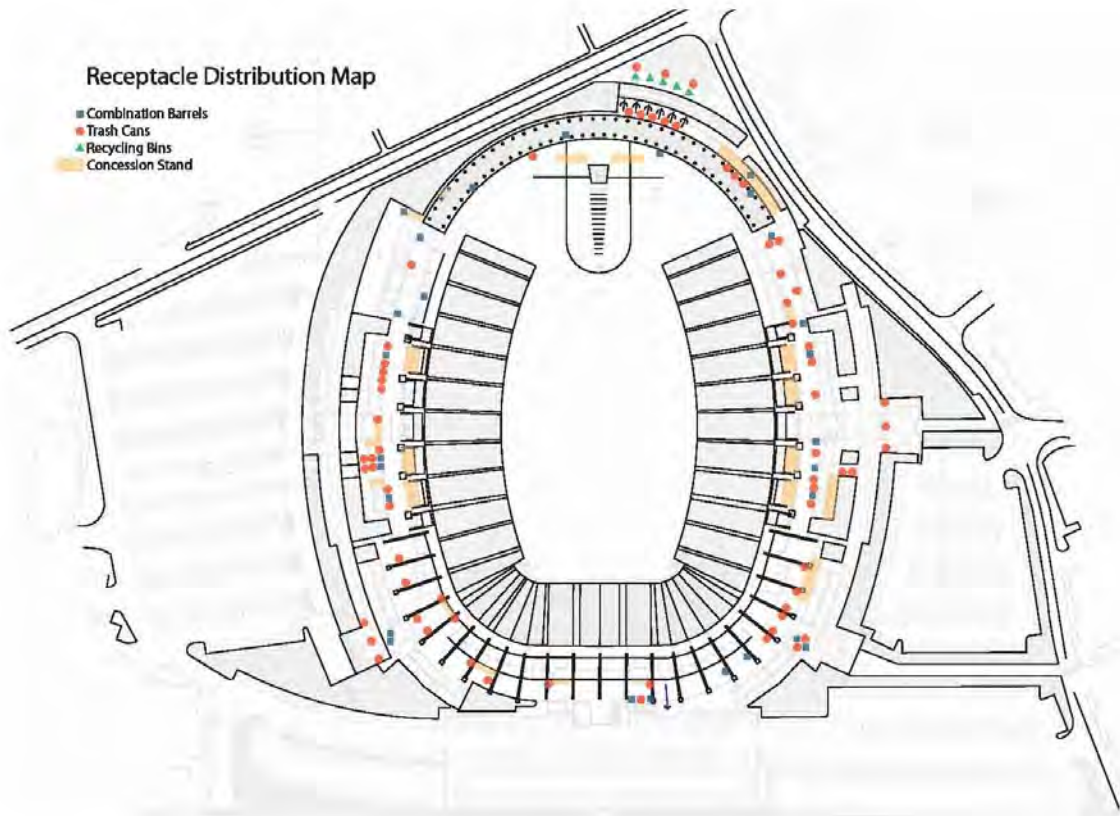 Receptacle Distribution Map
Combination Barrels
Trash Cans
Recycling Bins
Concession Stand